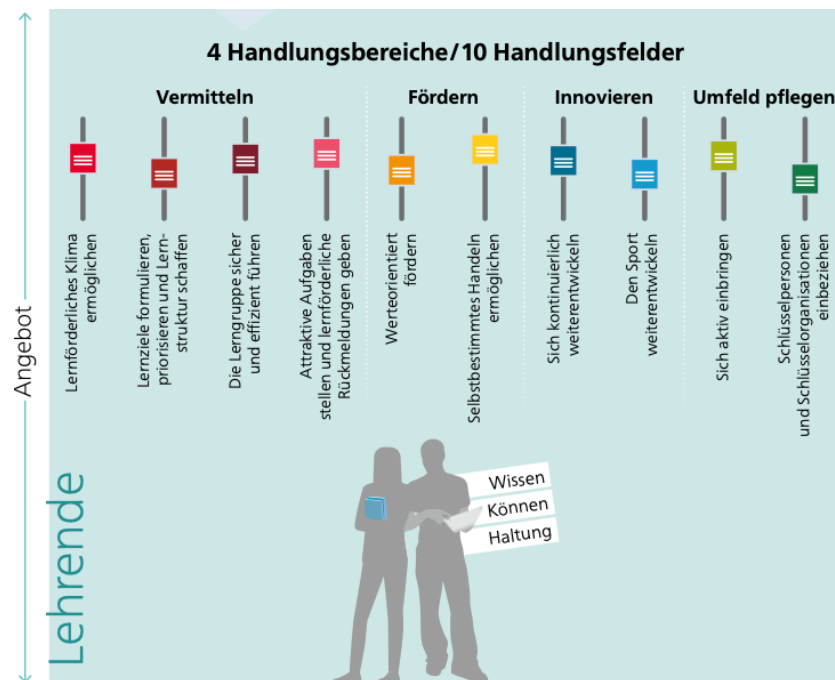 4 Handlungsbereiche/10 Handlungsfelder
Vermitteln
Fördern
Innovieren
Umfeld pflegen
Lernförderliches Klima
ermöglichen
Lernziele formulieren,
priorisieren und Lern-
struktur schaffen
Die Lerngruppe sicher
und effizient führen
Attraktive Aufgaben
stellen und lernförderliche
Rückmeldungen geben
Werteorientiert
fördern
Selbstbestimmtes Handeln
ermöglichen
Sich kontinuierlich
weiterentwickeln
Den Sport
weiterentwickeln
Sich aktiv einbringen
Schlüsselpersonen
und Schlüsselorganisationen
einbeziehen
Angebot
Lehrende
Wissen
Können
Haltung